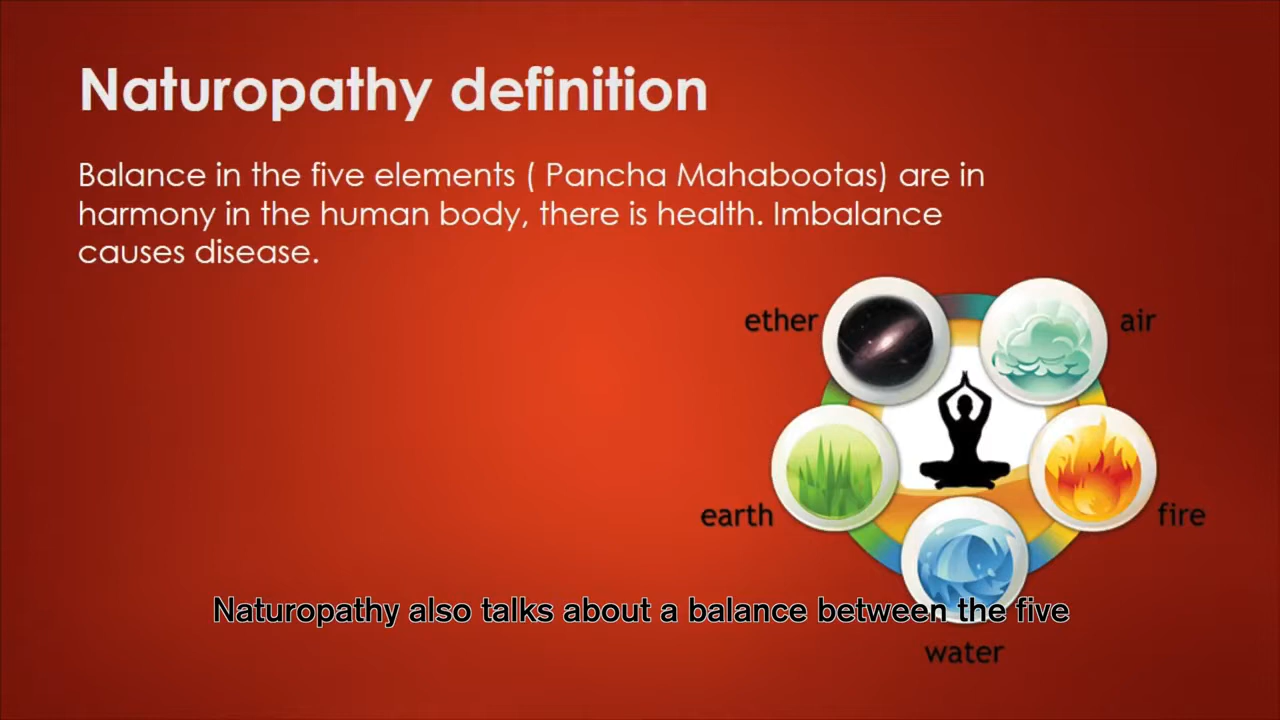 Naturopathy definition
Balance in the five elements ( Pancha Mahabootas) are in
harmony in the human body, there is health. Imbalance
causes disease.
ether
air
earth
fire
Naturopathy also talks about a balance between the five
water